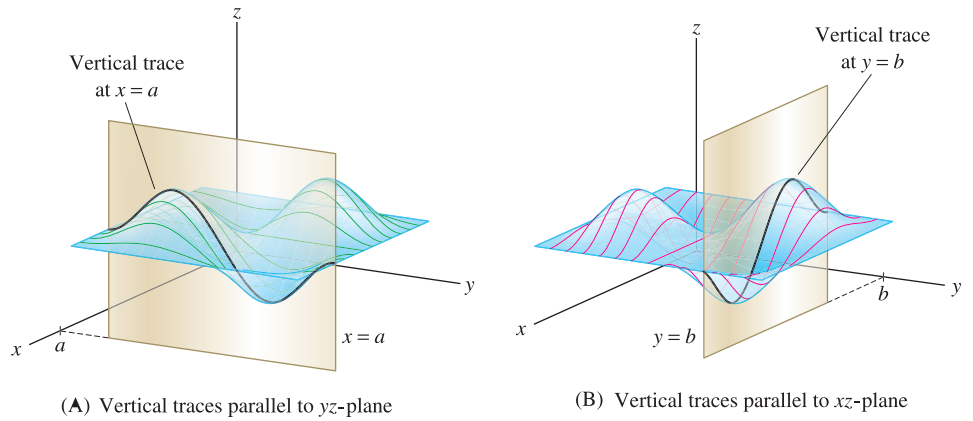 z
Vertical trace
at x = a
y
x
a
x = a
(A) Vertical traces parallel to yz-plane
z
Vertical trace
at y = b
x
y = b
b
y
(B) Vertical traces parallel to xz-plane